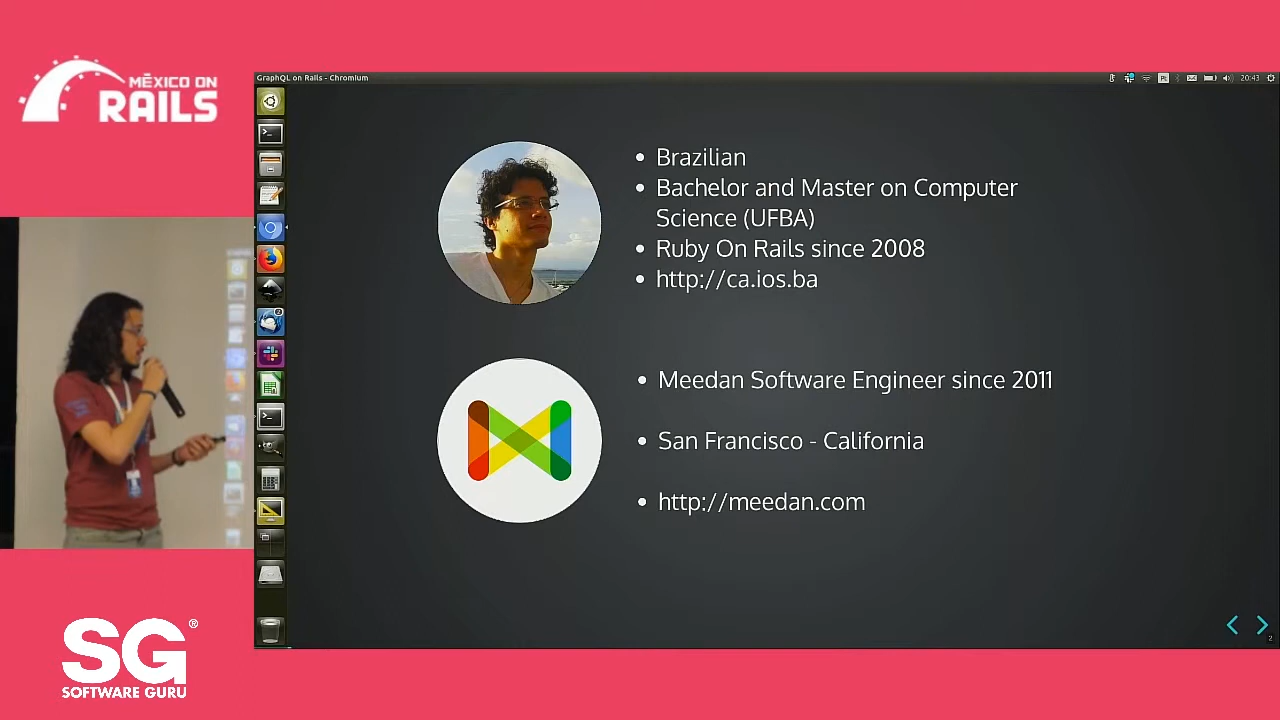 MÉXICO ON
RAILS
GraphQL on Rails - Chromium
20:43
Brazilian
Bachelor and Master on Computer
Science (UFBA)
Ruby On Rails since 2008
http://ca.ios.ba
Meedan Software Engineer since 2011
San Francisco - California
http://meedan.com
2
SG®
SOFTWARE GURU